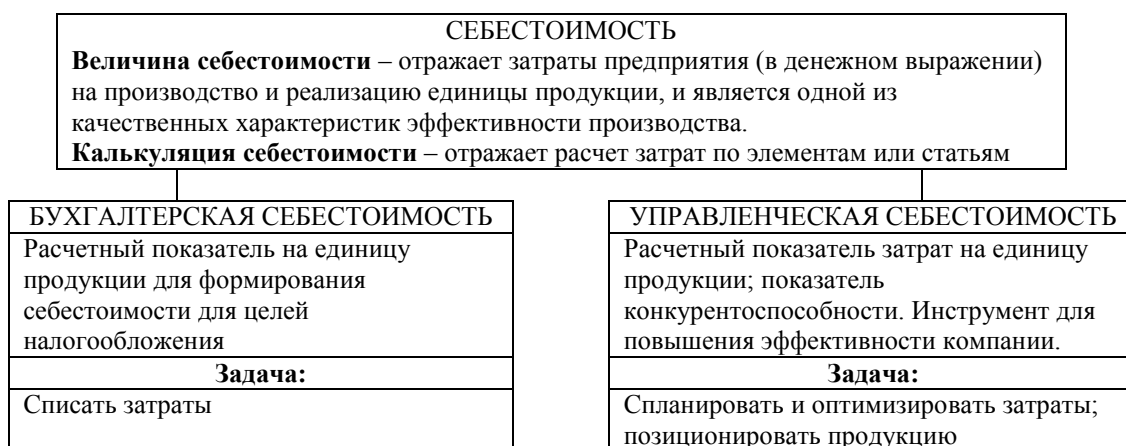 СЕБЕСТОИМОСТЬ
Величина себестоимости – отражает затраты предприятия (в денежном выражении)
на производство и реализацию единицы продукции, и является одной из
качественных характеристик эффективности производства.
Калькуляция себестоимости – отражает расчет затрат по элементам или статьям
БУХГАЛТЕРСКАЯ СЕБЕСТОИМОСТЬ
Расчетный показатель на единицу
продукции для формирования
себестоимости для целей
налогообложения
Задача:
Списать затраты
УПРАВЛЕНЧЕСКАЯ СЕБЕСТОИМОСТЬ
Расчетный показатель затрат на единицу
продукции; показатель
конкурентоспособности. Инструмент для
повышения эффективности компании.
Задача:
Спланировать и оптимизировать затраты;
позиционировать продукцию